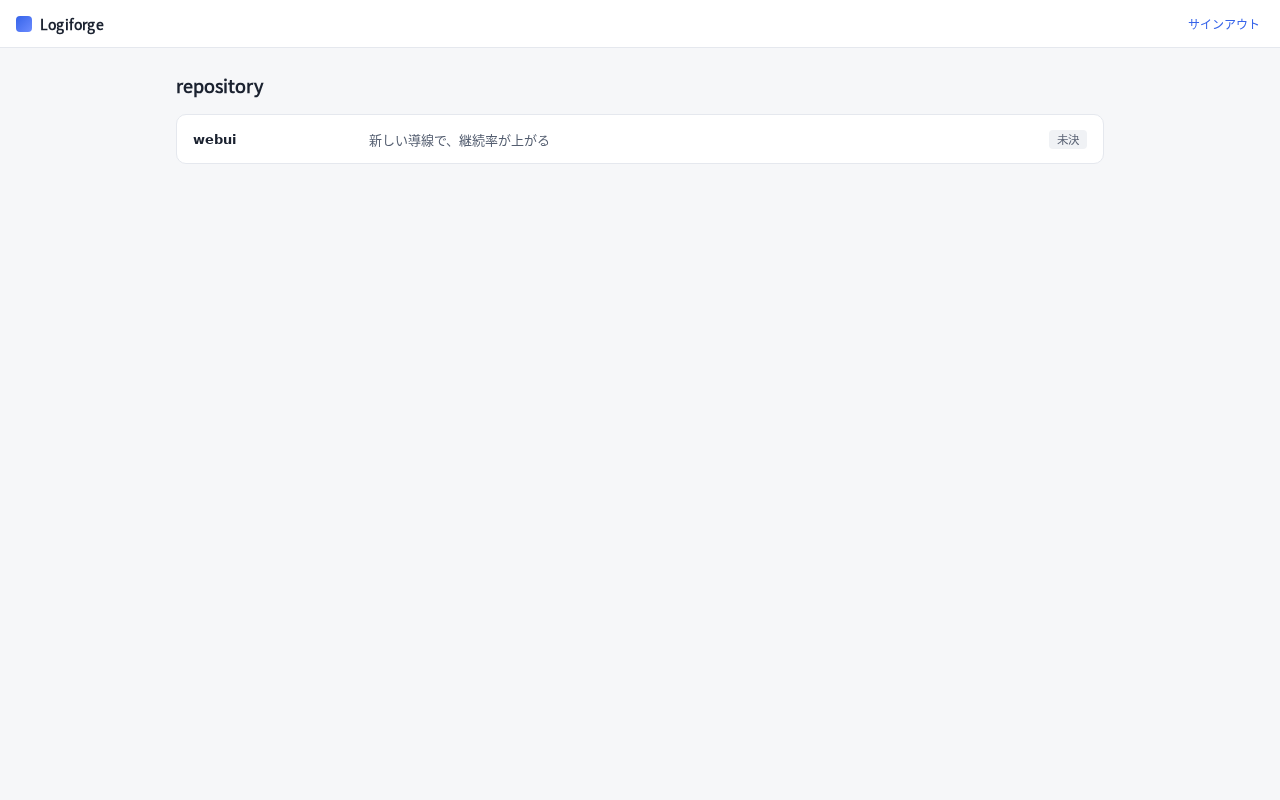 Logiforge
サインアウト
repository
webui
新しい導線で、継続率が上がる
未決